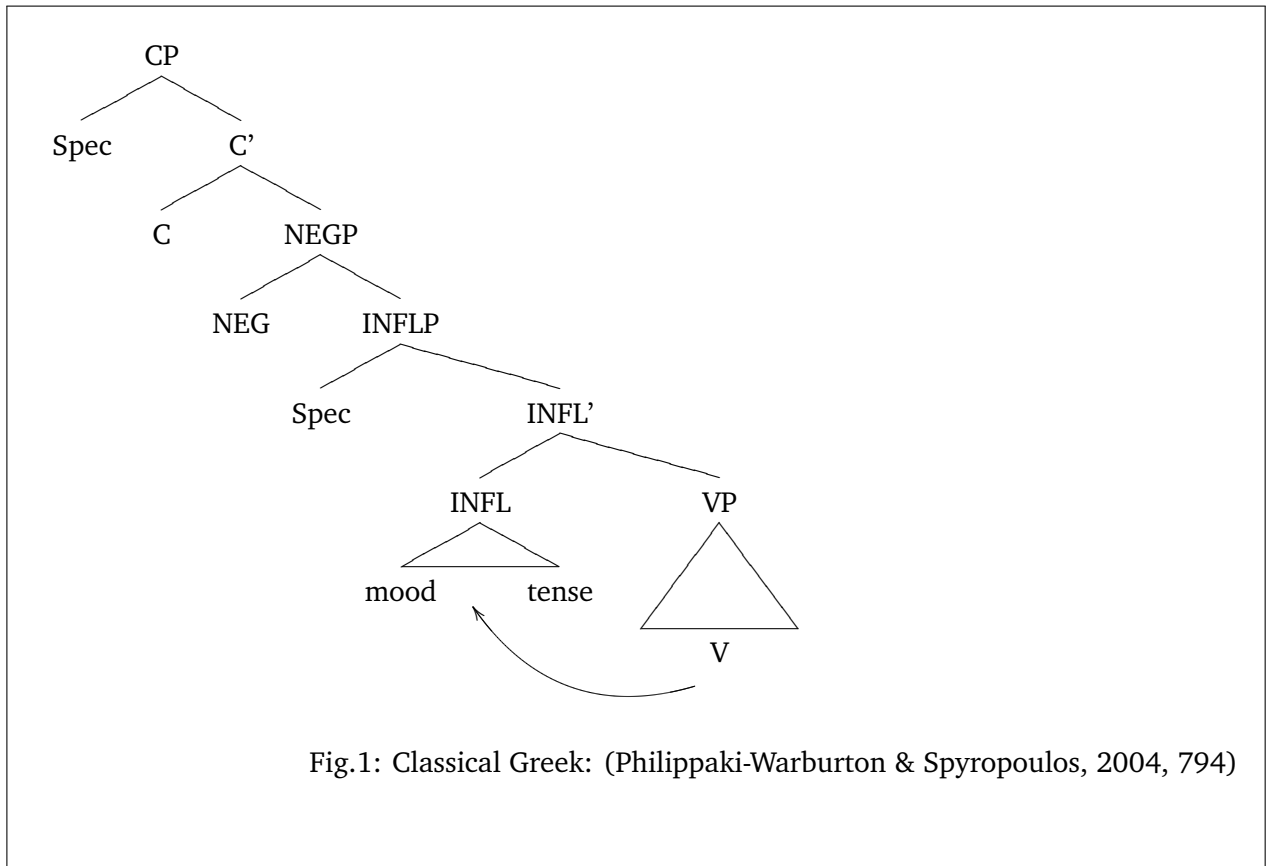 CP
Spec C’
C NEGP
NEG INFLP
Spec INFL’
INFL VP
mood tense
V
Fig.1: Classical Greek: (Philippaki-Warburton & Spyropoulos, 2004, 794)